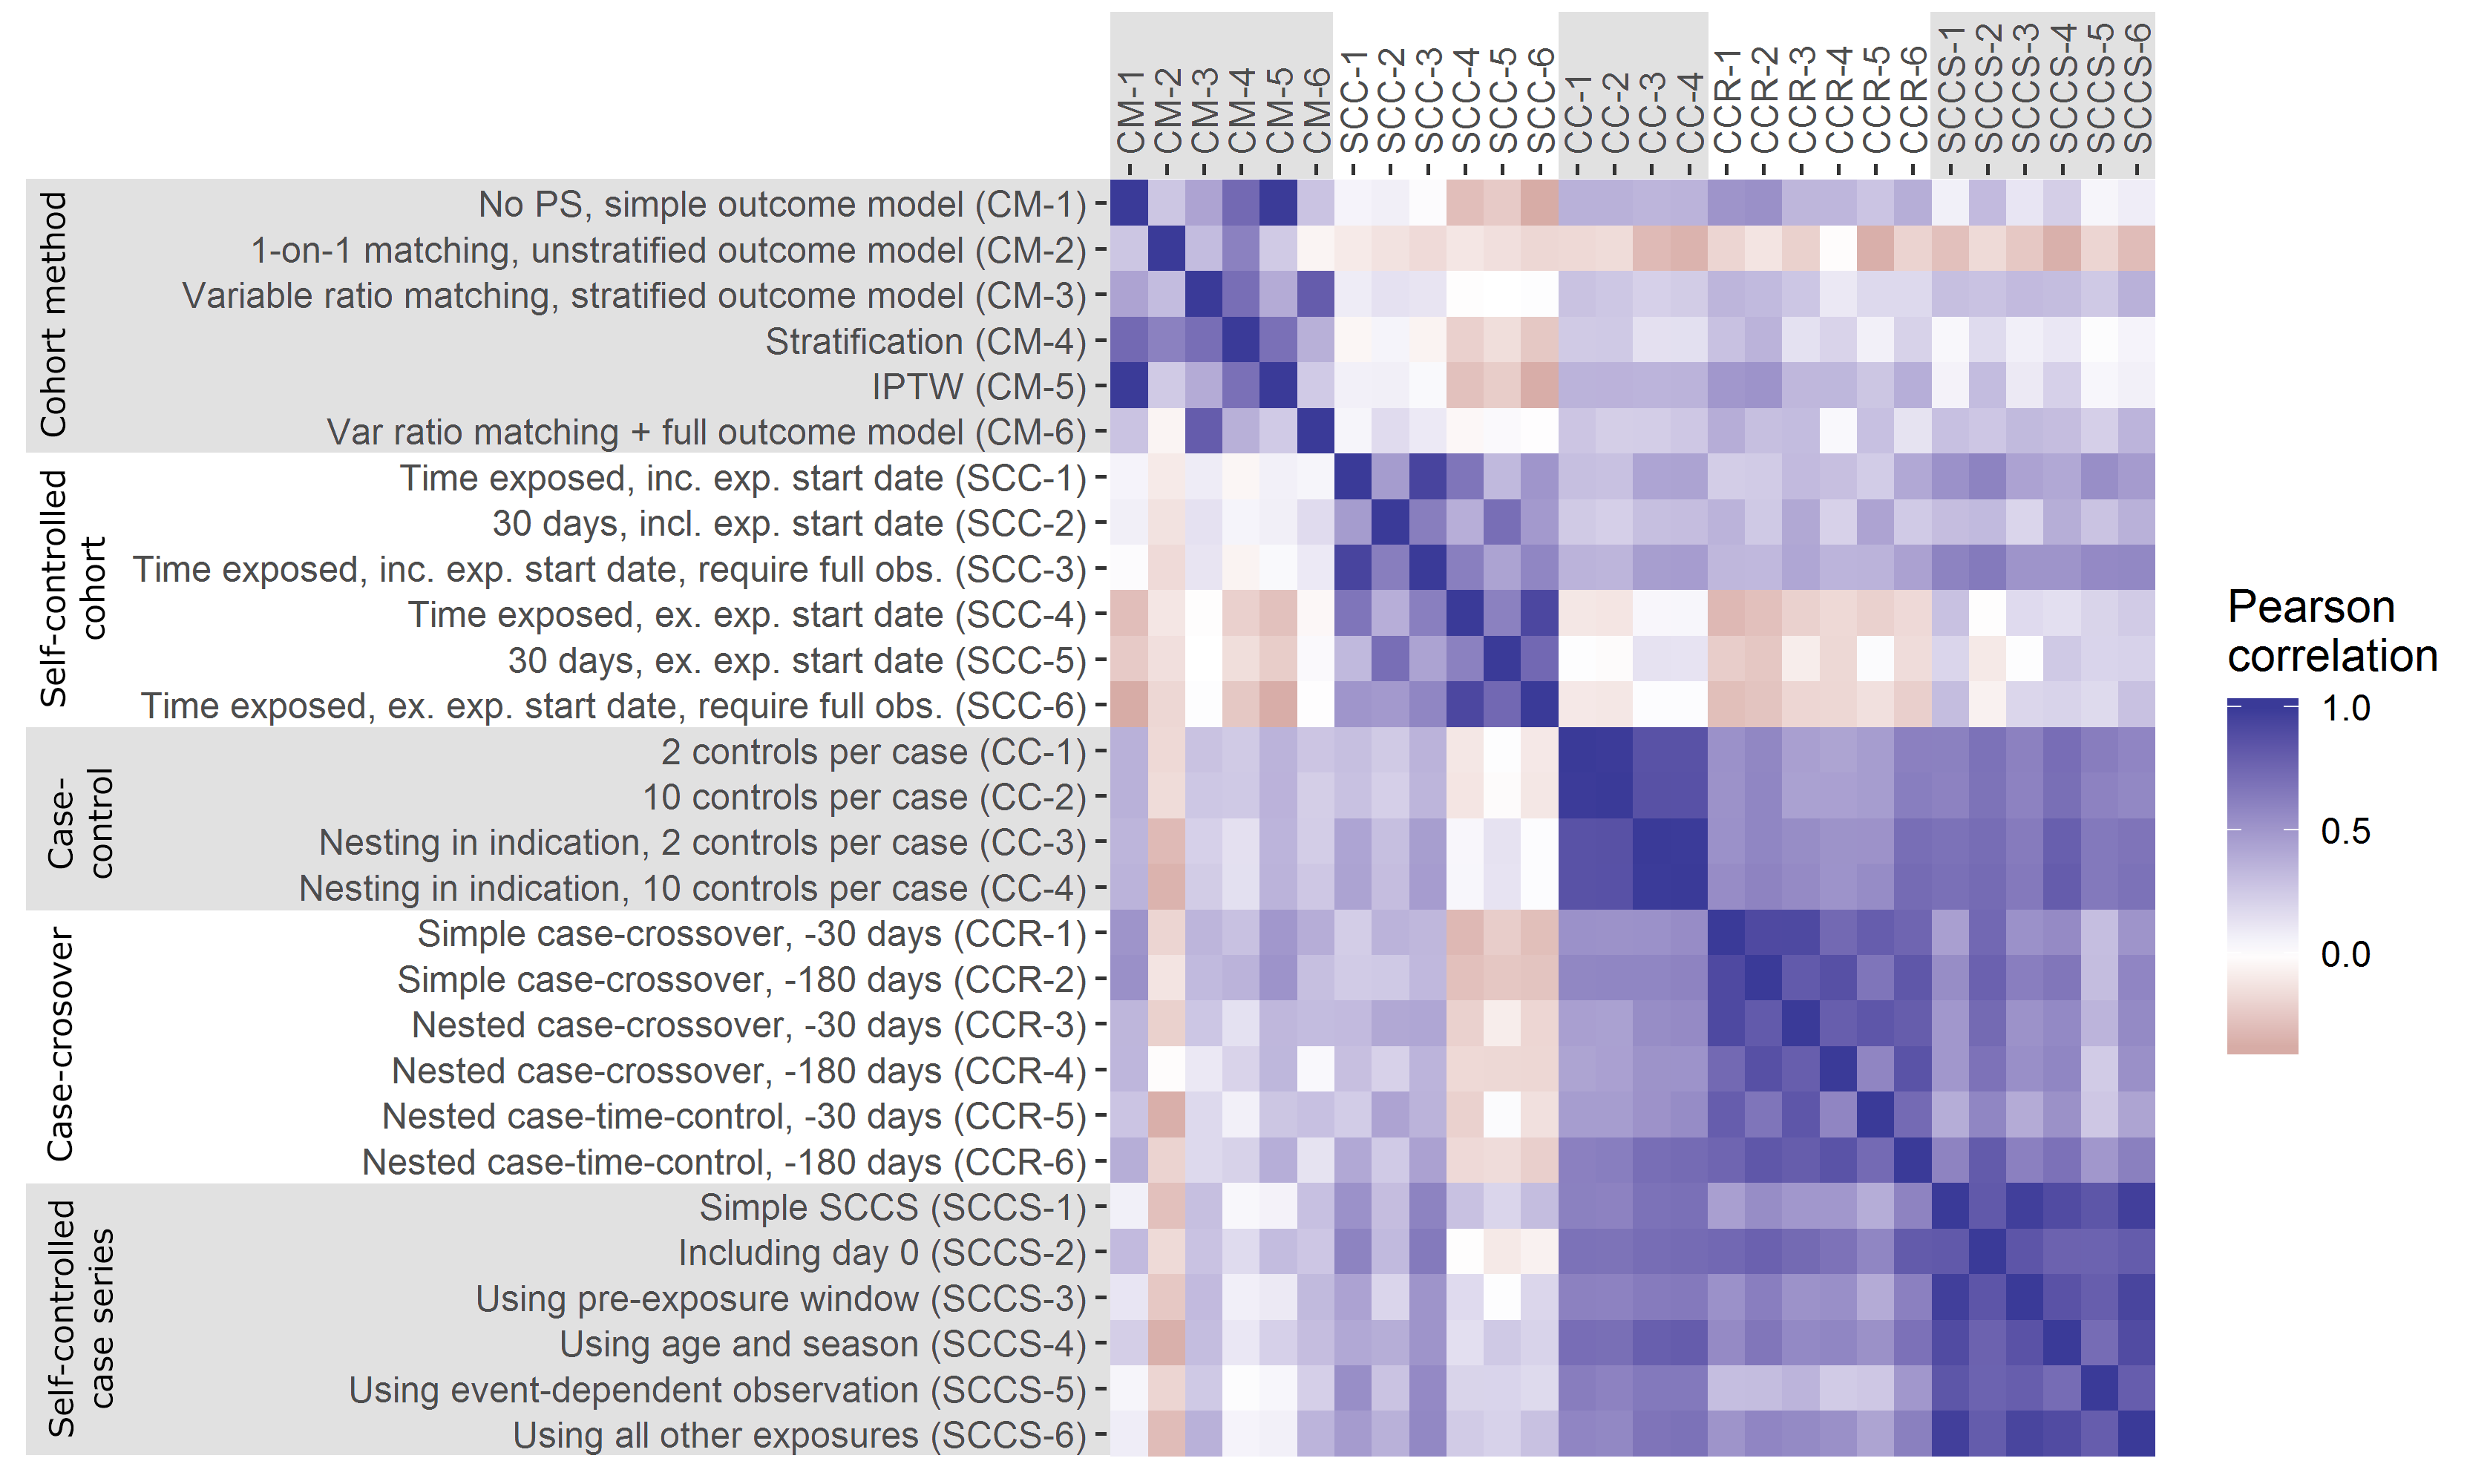 CM-1
CM-2
CM-3
CM-4
CM-5
CM-6
SCC-1
SCC-2
SCC-3
SCC-4
SCC-5
SCC-6
CC-1
CC-2
CC-3
CC-4
CCR-1
CCR-2
CCR-3
CCR-4
CCR-5
CCR-6
SCCS-1
SCCS-2
SCCS-3
SCCS-4
SCCS-5
SCCS-6
Cohort method
No PS, simple outcome model (CM-1)
1-on-1 matching, unstratified outcome model (CM-2)
Variable ratio matching, stratified outcome model (CM-3)
Stratification (CM-4)
IPTW (CM-5)
Var ratio matching + full outcome model (CM-6)
Self-controlled
cohort
Time exposed, inc. exp. start date (SCC-1)
30 days, incl. exp. start date (SCC-2)
Time exposed, inc. exp. start date, require full obs. (SCC-3)
Time exposed, ex. exp. start date (SCC-4)
30 days, ex. exp. start date (SCC-5)
Time exposed, ex. exp. start date, require full obs. (SCC-6)
Case-
control
2 controls per case (CC-1)
10 controls per case (CC-2)
Nesting in indication, 2 controls per case (CC-3)
Nesting in indication, 10 controls per case (CC-4)
Case-crossover
Simple case-crossover, -30 days (CCR-1)
Simple case-crossover, -180 days (CCR-2)
Nested case-crossover, -30 days (CCR-3)
Nested case-crossover, -180 days (CCR-4)
Nested case-time-control, -30 days (CCR-5)
Nested case-time-control, -180 days (CCR-6)
Self-controlled
case series
Simple SCCS (SCCS-1)
Including day 0 (SCCS-2)
Using pre-exposure window (SCCS-3)
Using age and season (SCCS-4)
Using event-dependent observation (SCCS-5)
Using all other exposures (SCCS-6)
Pearson
correlation
1.0
0.5
0.0